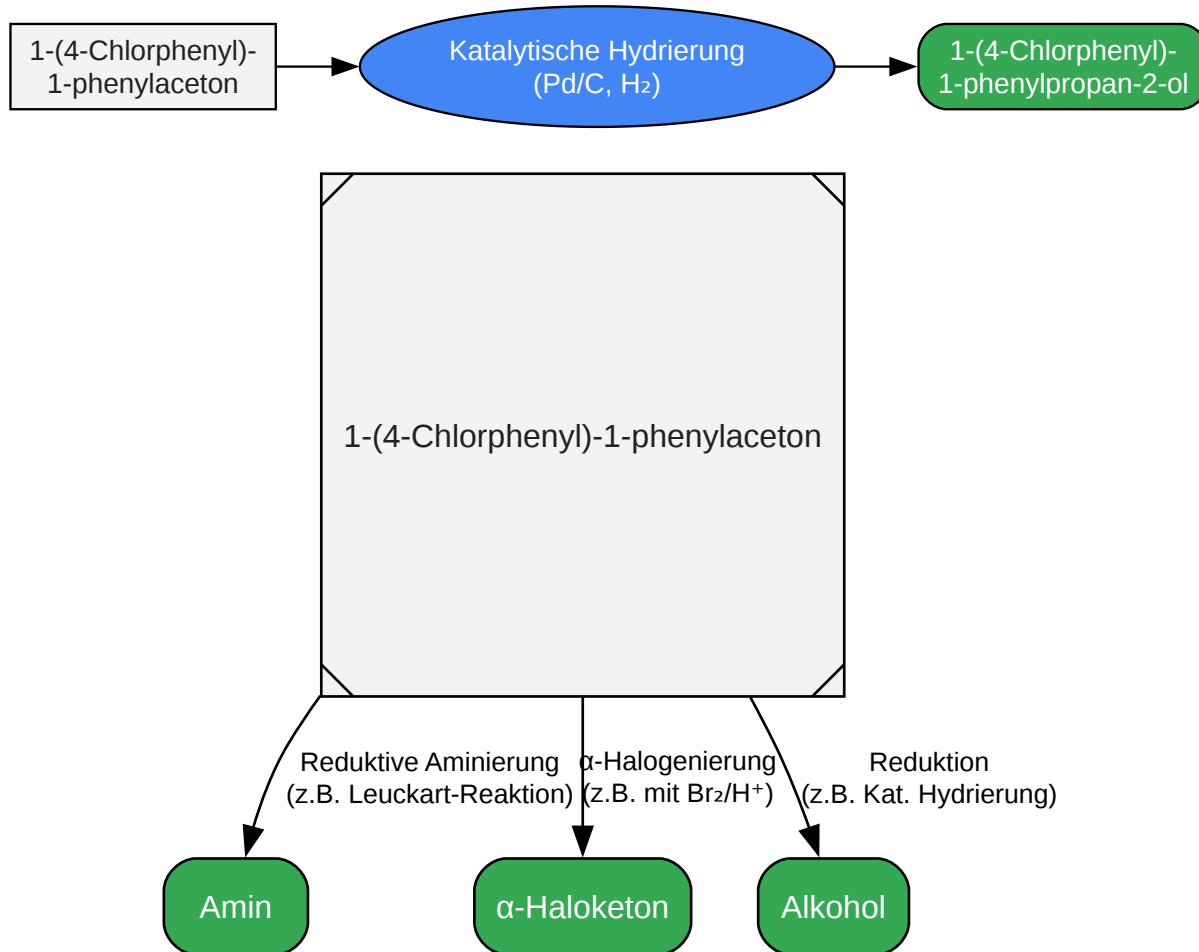 1-(4-Chlorphenyl)-
1-phenylaceton
Katalytische Hydrierung
(Pd/C, H₂)
1-(4-Chlorphenyl)-
1-phenylpropan-2-ol
1-(4-Chlorphenyl)-1-phenylaceton
Reduktive Aminierung
(z.B. Leuckart-Reaktion)
α-Halogenierung
(z.B. mit Br₂/H⁺)
Reduktion
(z.B. Kat. Hydrierung)
Amin
α-Haloketon
Alkohol